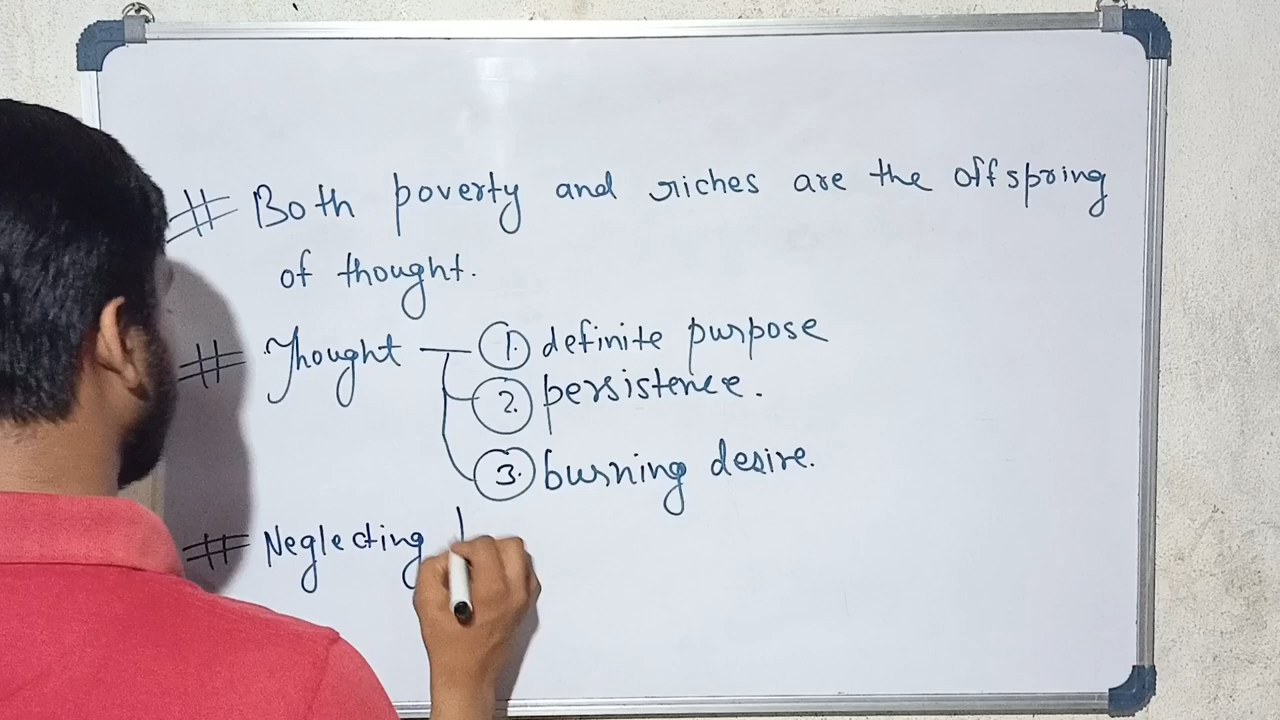 # Both poverty and riches are the offspring
of thought.
# Thought 1. definite purpose
2. persistence.
3. burning desire.
# Neglecting